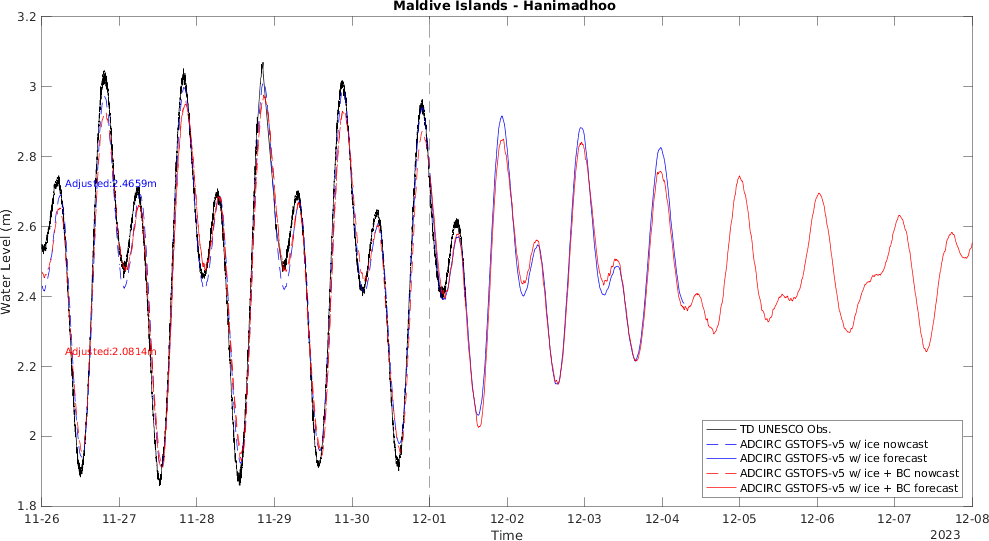 Maldive Islands - Hanimadhoo
3.2
3
2.8
2.6
2.4
2.2
2
1.8
Water Level (m)
Adjusted:2.4659m
Adjusted:2.0814m
TD UNESCO Obs.
ADCIRC GSTOFS-v5 w/ ice nowcast
ADCIRC GSTOFS-v5 w/ ice forecast
ADCIRC GSTOFS-v5 w/ ice + BC nowcast
ADCIRC GSTOFS-v5 w/ ice + BC forecast
11-26 11-27 11-28 11-29 11-30 12-01 12-02 12-03 12-04 12-05 12-06 12-07 12-08
Time
2023